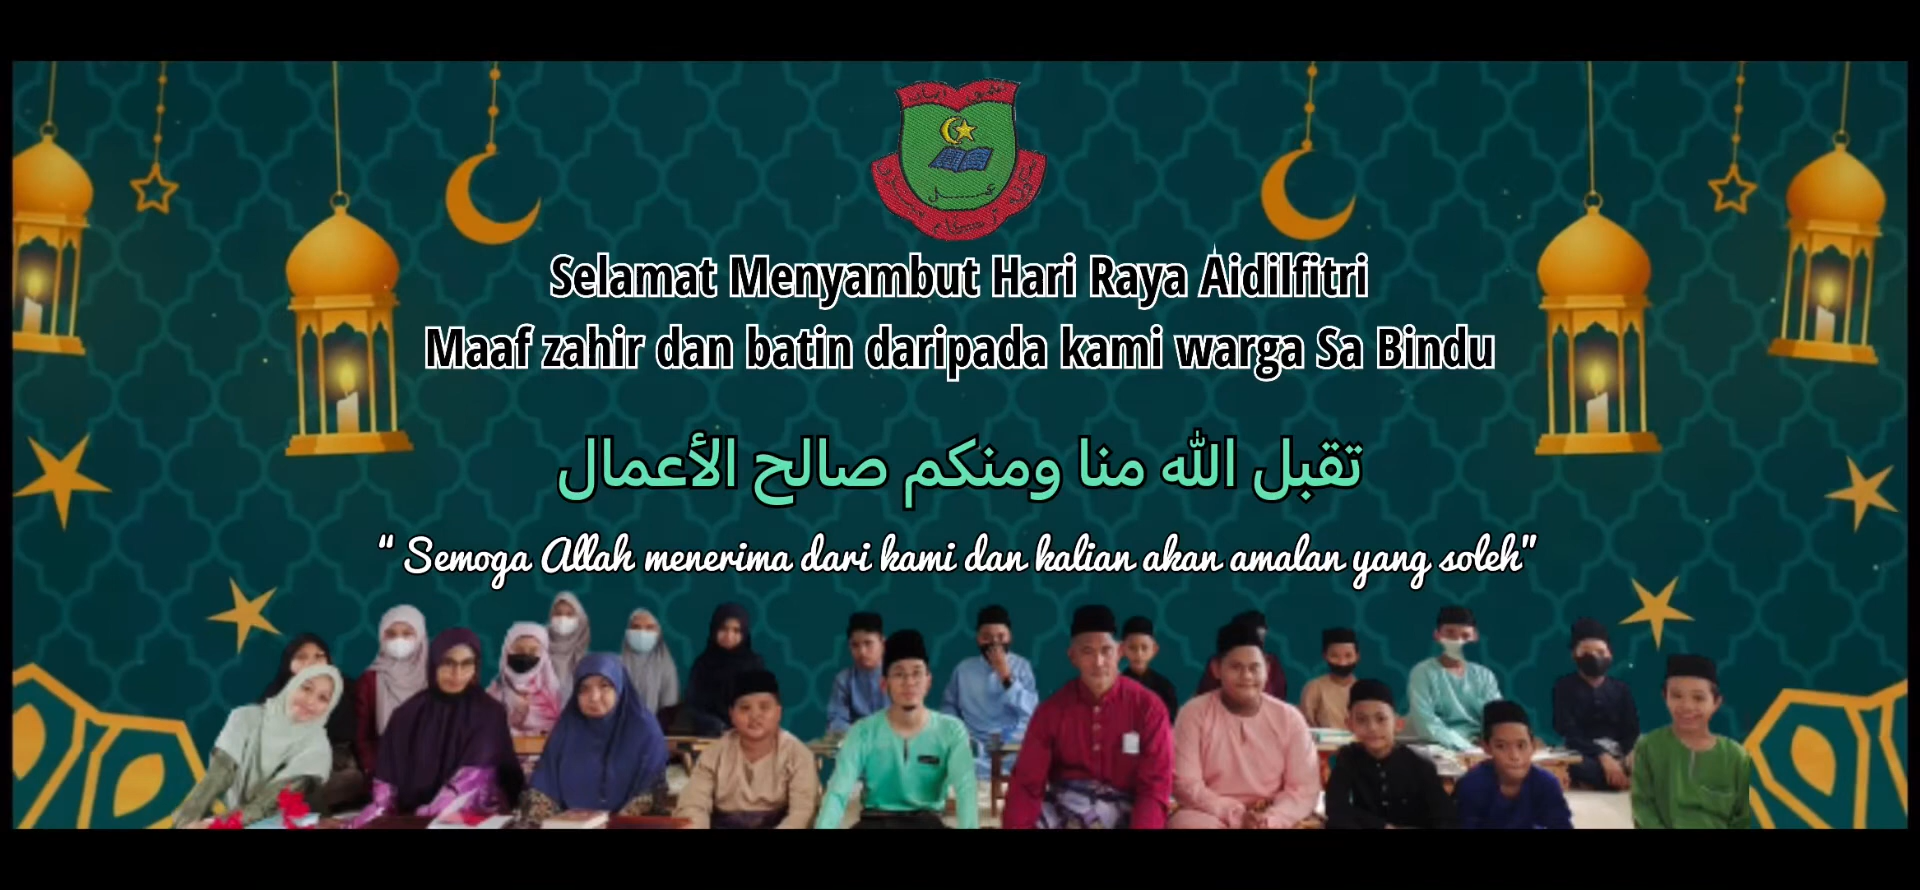 Selamat Menyambut Hari Raya Aidilfitri
Maaf zahir dan batin daripada kami warga Sa Bindu
تقبل الله منا ومنكم صالح الأعمال
“ Semoga Allah menerima dari kami dan kalian akan amalan yang soleh”